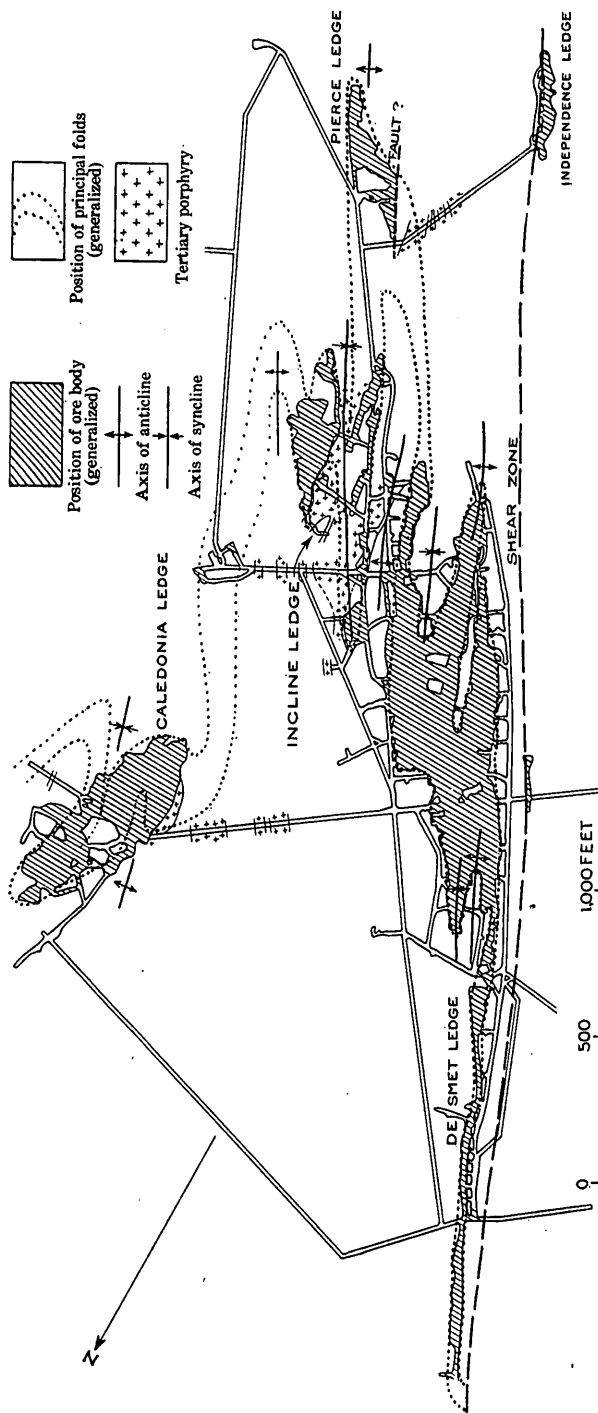 Position of ore body
(generalized)
Axis of anticline
Axis of syncline
Position of principal folds
(generalized)
Tertiary porphyry
CALEDONIA LEDGE
INCLINE LEDGE
PIERCE LEDGE
FAULT?
INDEPENDENCE LEDGE
SHEAR ZONE
DE SMET LEDGE
N
0
500
1,000 FEET